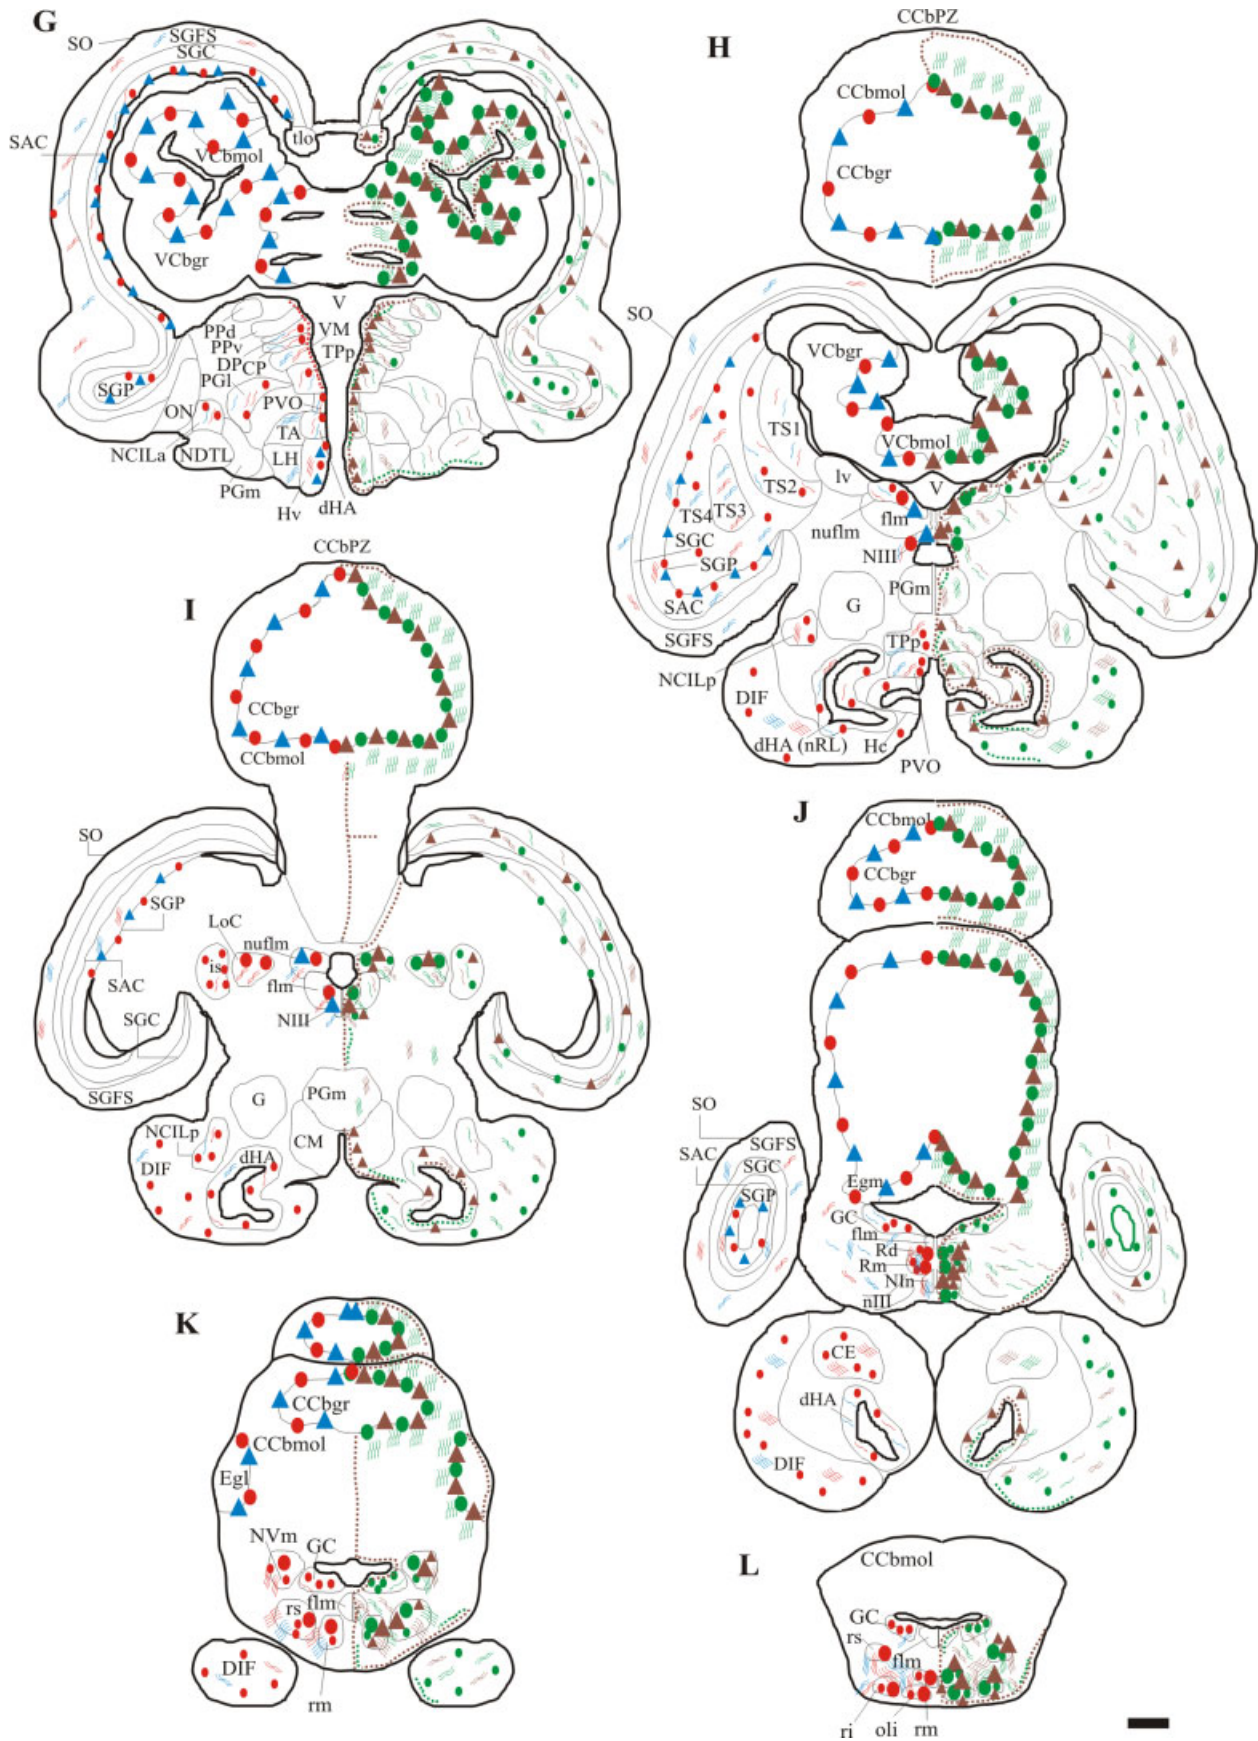 G
SO
SGFS
SGC
SAC
tlo
VCbmol
VCbgr
V
PPd
VM
PPv
TPp
DP
CP
PGl
SGP
ON
PVO
TA
NCILa
NDTL
LH
PGm
Hv
dHA
CCbPZ
H
CCbmol
CCbgr
SO
VCbgr
TS1
VCbmol
lv
V
TS2
TS4
TS3
flm
nuflm
SGC
NIII
SGP
PGm
SAC
G
SGFS
TPp
NCILp
DIF
dHA (nRL)
Hc
PVO
CCbPZ
I
CCbgr
CCbmol
SO
SGP
LoC
nuflm
is
SAC
flm
SGC
NIII
SGFS
G
PGm
NCILp
CM
DIF
dHA
J
CCbmol
CCbgr
SO
SGFS
SAC
SGC
Egm
SGP
GC
flm
Rd
Rm
NIn
nIII
CE
dHA
DIF
K
CCbgr
CCbmol
Egl
NVm
GC
flm
rs
DIF
rm
L
CCbmol
GC
rs
flm
ri
oli
rm